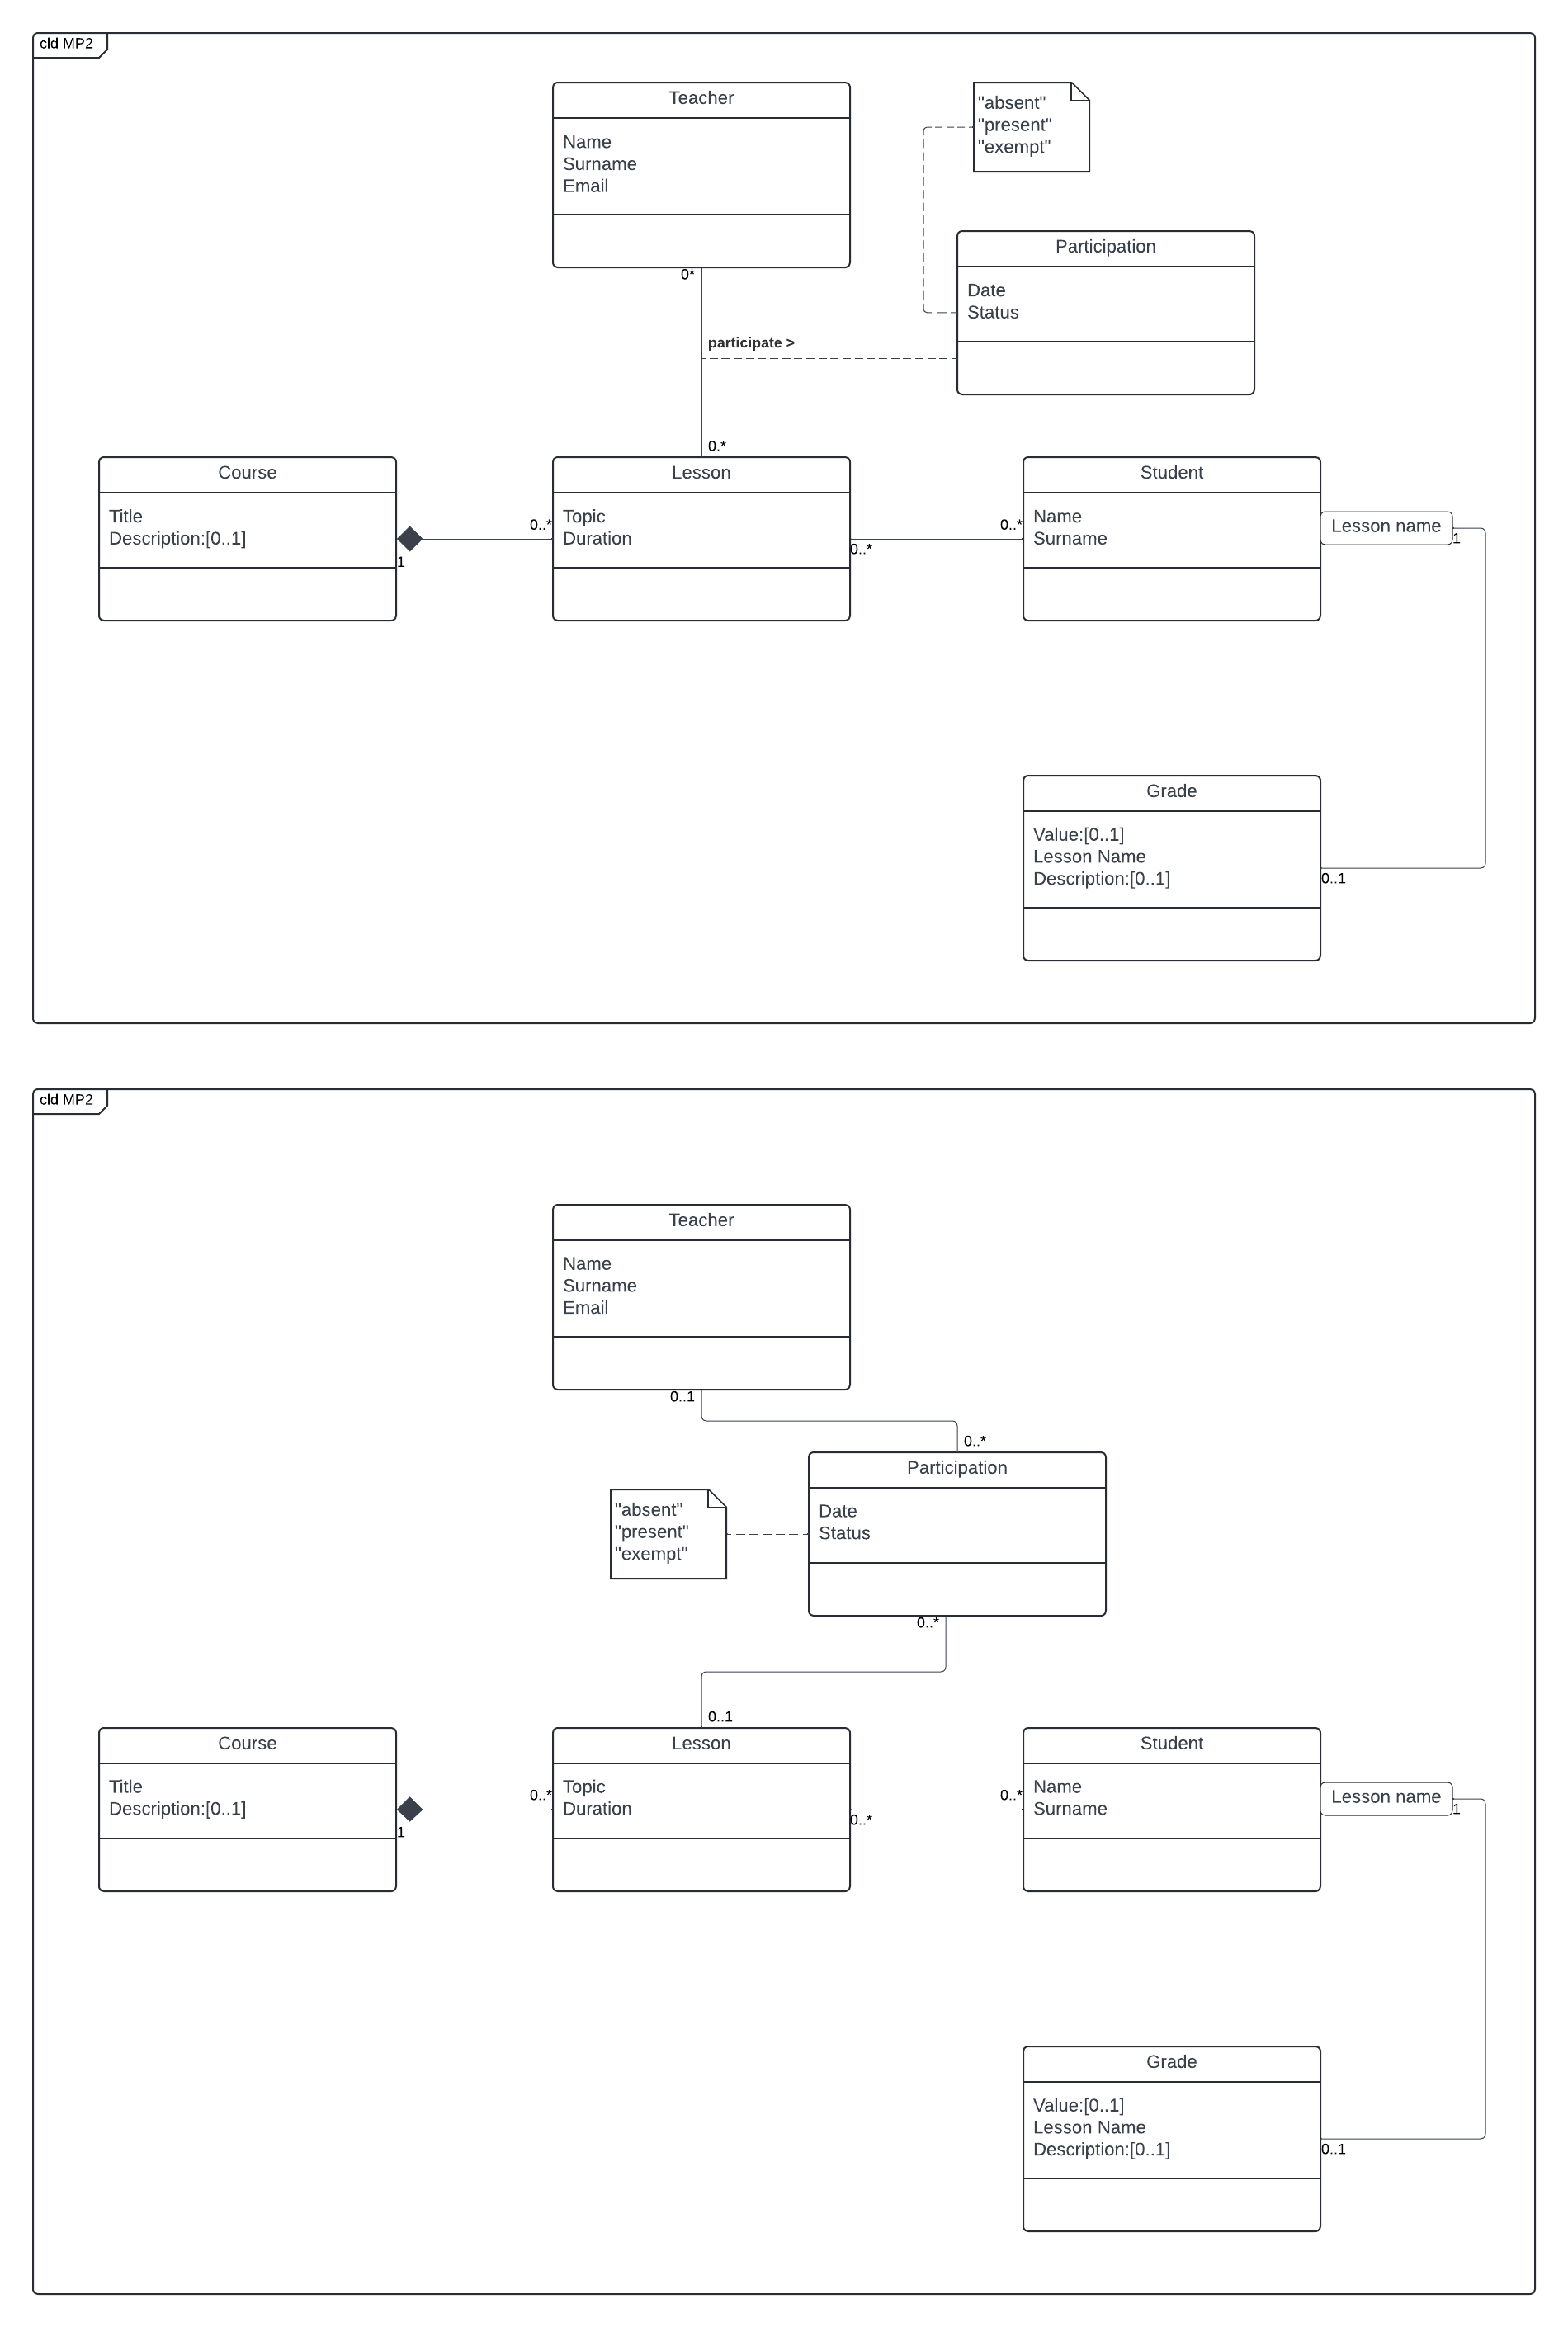 cld MP2
Teacher
Name
Surname
Email
"absent"
"present"
"exempt"
Participation
Date
Status
0*
participate >
0.*
Course
Title
Description:[0..1]
1
0..*
Lesson
Topic
Duration
0..*
0..*
Student
Name
Surname
Lesson name
1
Grade
Value:[0..1]
Lesson Name
Description:[0..1]
0..1
cld MP2
Teacher
Name
Surname
Email
0..1
0..*
Participation
Date
Status
"absent"
"present"
"exempt"
0..*
0..1
Course
Title
Description:[0..1]
1
0..*
Lesson
Topic
Duration
0..*
0..*
Student
Name
Surname
Lesson name
1
Grade
Value:[0..1]
Lesson Name
Description:[0..1]
0..1